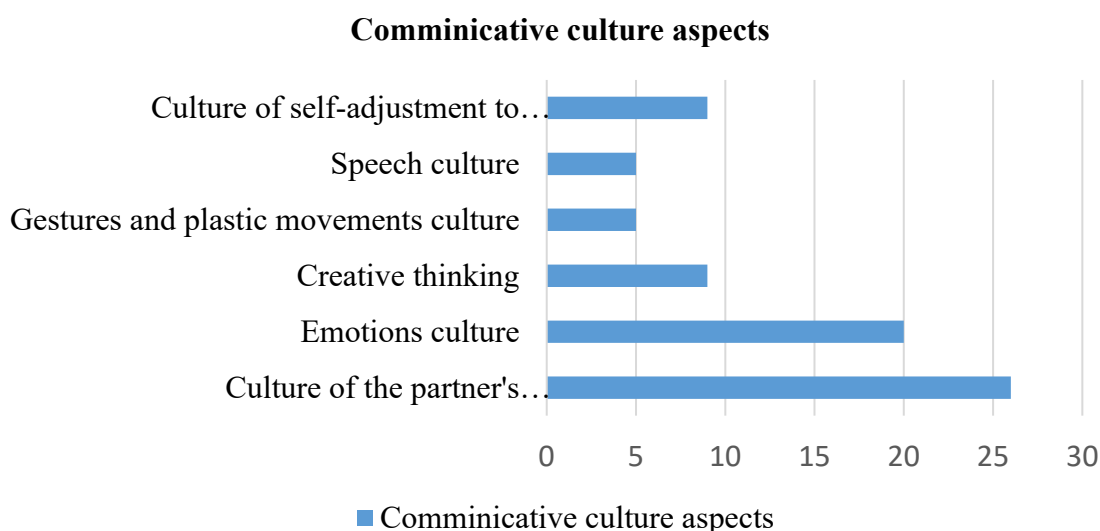 Comminicative culture aspects
Culture of self-adjustment to…
Speech culture
Gestures and plastic movements culture
Creative thinking
Emotions culture
Culture of the partner's…
0 5 10 15 20 25 30
Comminicative culture aspects